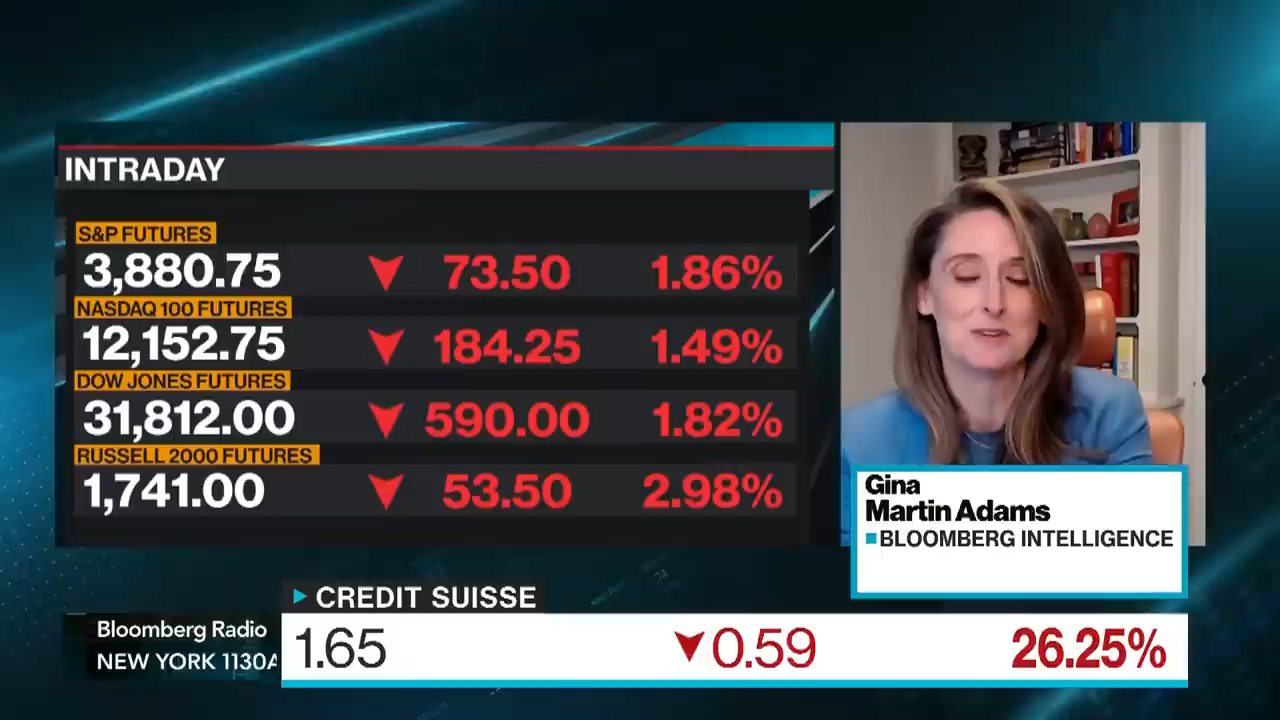 INTRADAY
S&P FUTURES
3,880.75 73.50 1.86%
NASDAQ 100 FUTURES
12,152.75 184.25 1.49%
DOW JONES FUTURES
31,812.00 590.00 1.82%
RUSSELL 2000 FUTURES
1,741.00 53.50 2.98%
Gina
Martin Adams
BLOOMBERG INTELLIGENCE
CREDIT SUISSE
Bloomberg Radio
NEW YORK 1130A
1.65 0.59 26.25%